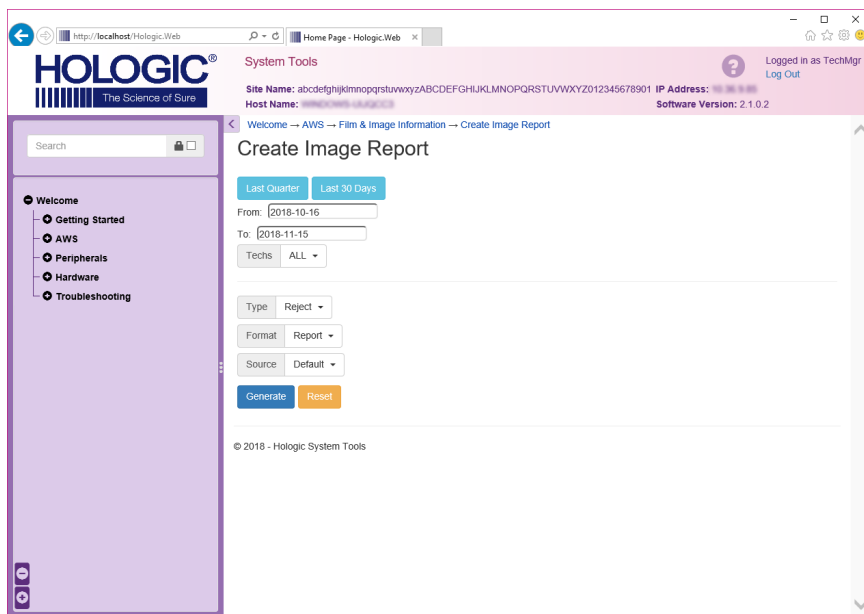 http://localhost/Hologic.Web
Home Page - Hologic.Web
HOLOGIC®
The Science of Sure
System Tools
Logged in as TechMgr
Log Out
Site Name: abcdefghijklmnopqrstuvwxyzABCDEFGHIJKLMNOPQRSTUVWXYZ012345678901 IP Address:
Host Name:
Software Version: 2.1.0.2
Search
Welcome → AWS → Film & Image Information → Create Image Report
Create Image Report
Last Quarter Last 30 Days
From: 2018-10-16
To: 2018-11-15
Techs ALL
Welcome
Getting Started
AWS
Peripherals
Hardware
Troubleshooting
Type Reject
Format Report
Source Default
Generate Reset
© 2018 - Hologic System Tools